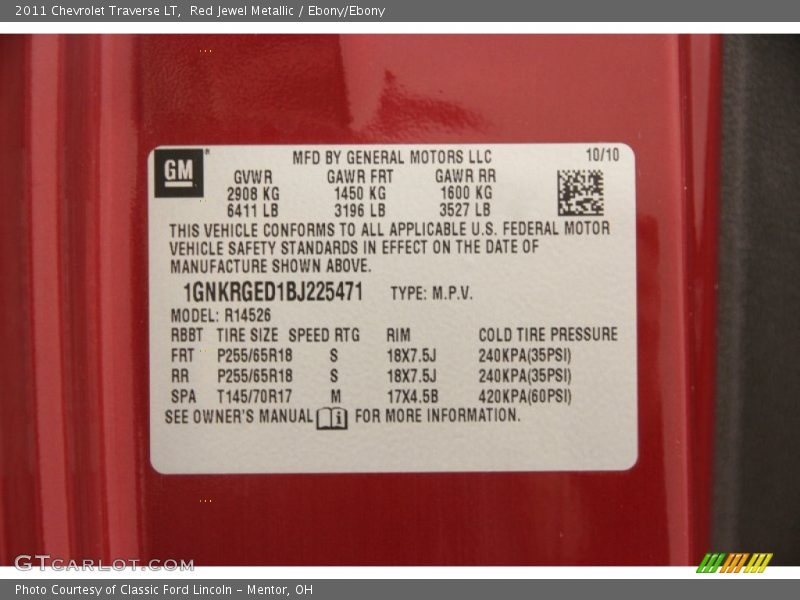 2011 Chevrolet Traverse LT,  Red Jewel Metallic / Ebony/Ebony
GM ® MFD BY GENERAL MOTORS LLC 10/10
GVWR GAWR FRT GAWR RR
2908 KG 1450 KG 1600 KG
6411 LB 3196 LB 3527 LB
THIS VEHICLE CONFORMS TO ALL APPLICABLE U.S. FEDERAL MOTOR
VEHICLE SAFETY STANDARDS IN EFFECT ON THE DATE OF
MANUFACTURE SHOWN ABOVE.
1GNKRGED1BJ225471 TYPE: M.P.V.
MODEL: R14526
RBBT TIRE SIZE SPEED RTG RIM COLD TIRE PRESSURE
FRT P255/65R18 S 18X7.5J 240KPA(35PSI)
RR P255/65R18 S 18X7.5J 240KPA(35PSI)
SPA T145/70R17 M 17X4.5B 420KPA(60PSI)
SEE OWNER'S MANUAL i FOR MORE INFORMATION.
GTCarLot.com
Photo Courtesy of Classic Ford Lincoln - Mentor, OH